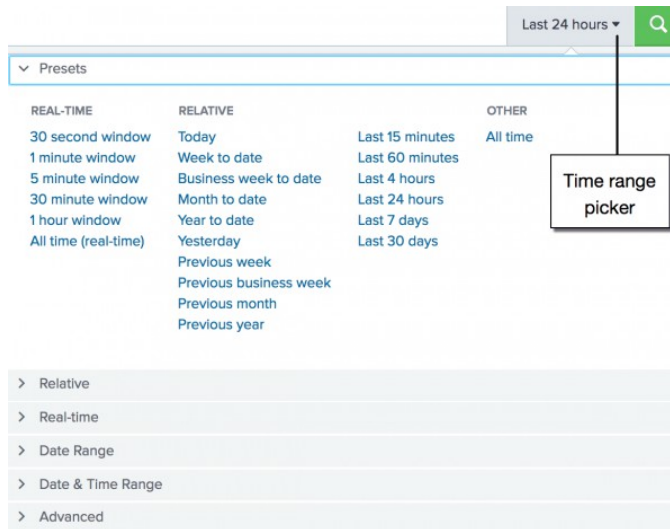 Last 24 hours
Presets
REAL-TIME
30 second window
1 minute window
5 minute window
30 minute window
1 hour window
All time (real-time)
RELATIVE
Today
Week to date
Business week to date
Month to date
Year to date
Yesterday
Previous week
Previous business week
Previous month
Previous year
Last 15 minutes
Last 60 minutes
Last 4 hours
Last 24 hours
Last 7 days
Last 30 days
OTHER
All time
Time range
picker
Relative
Real-time
Date Range
Date & Time Range
Advanced